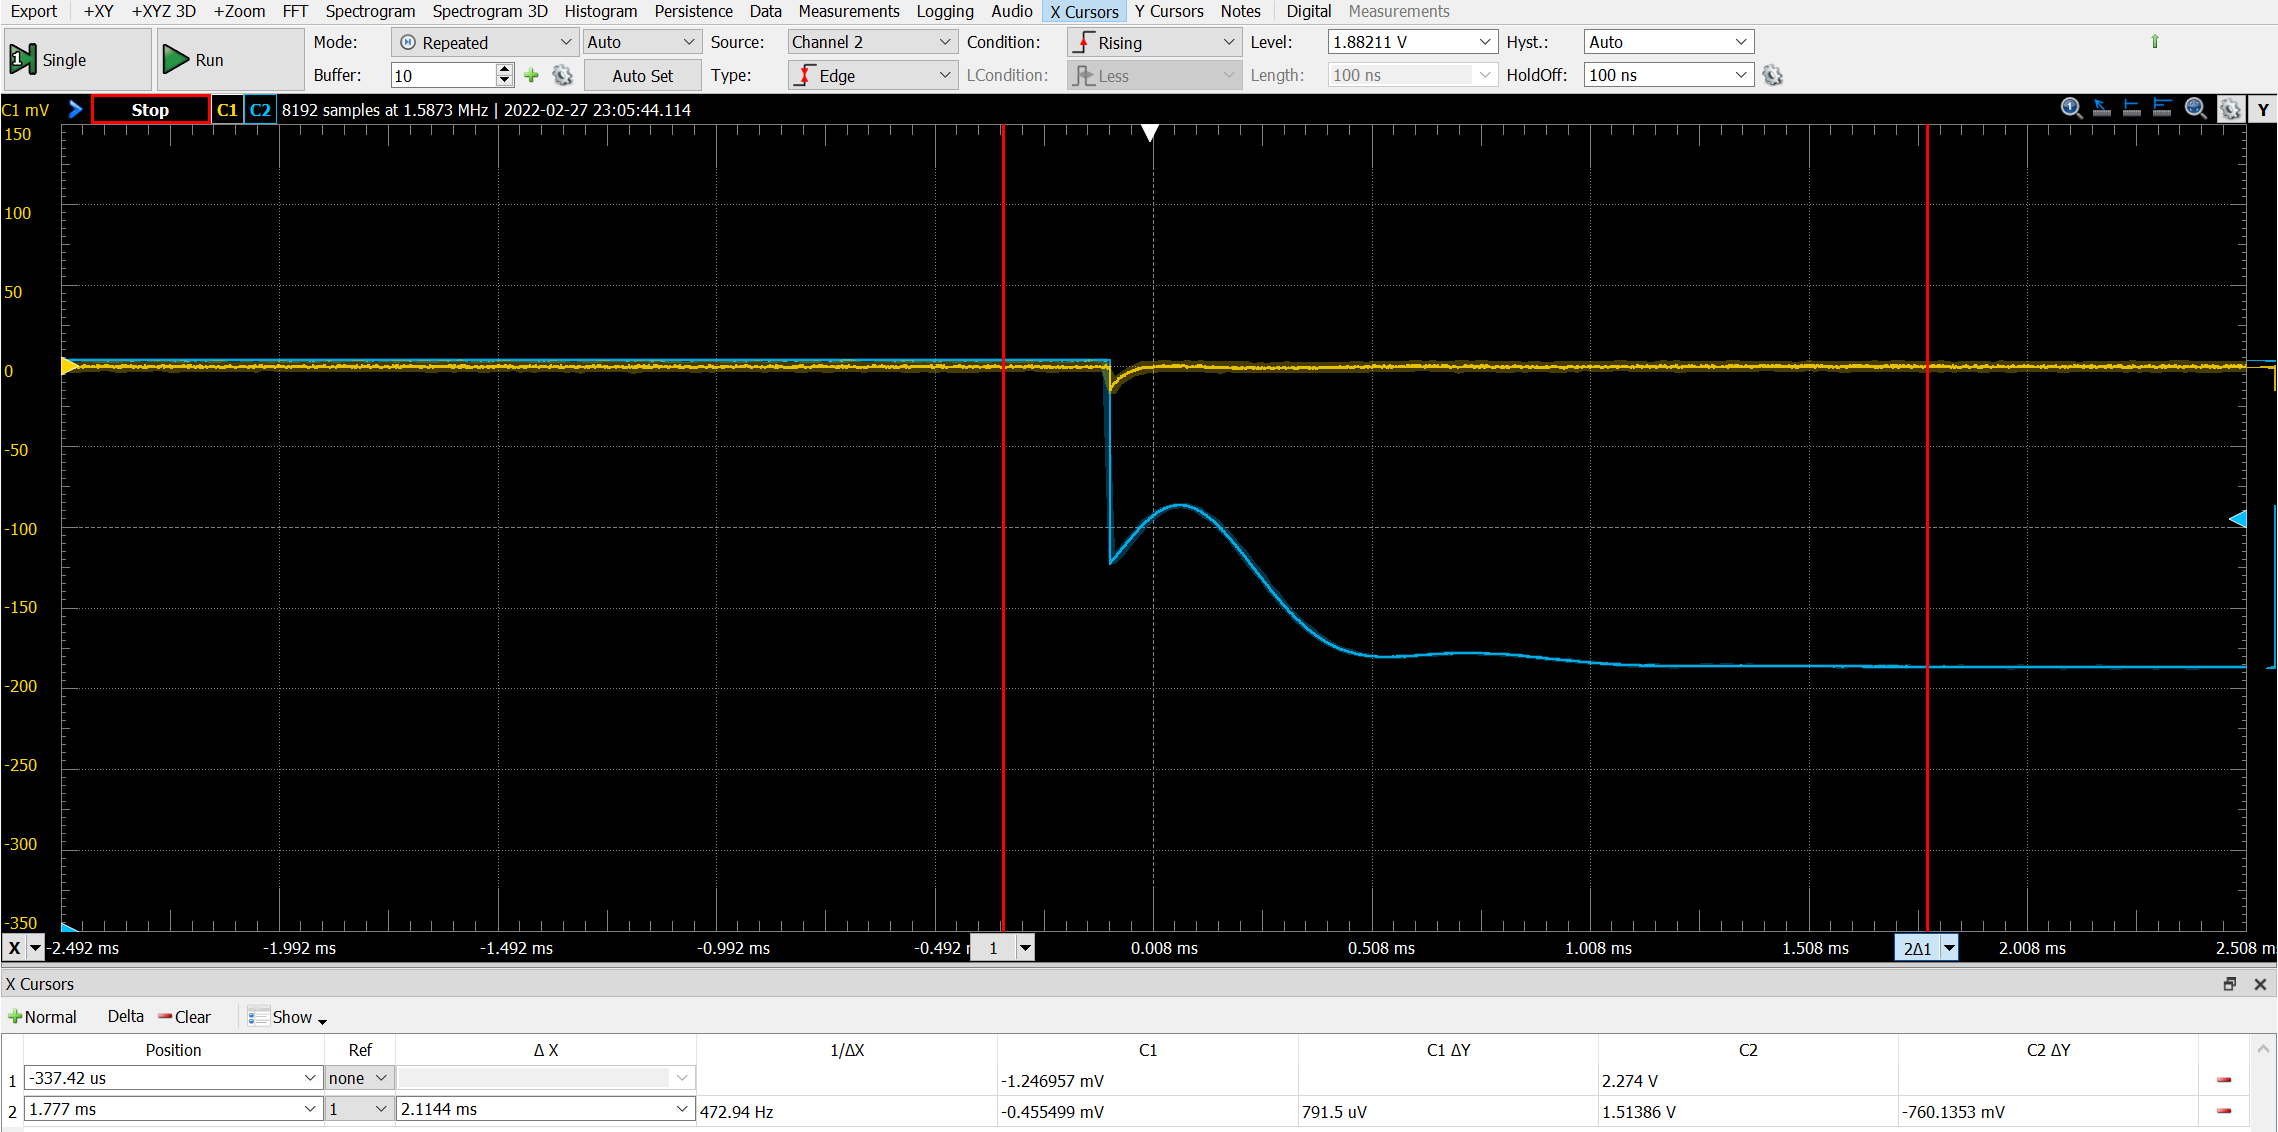 Export +XY +XYZ 3D +Zoom FFT Spectrogram Spectrogram 3D Histogram Persistence Data Measurements Logging Audio X Cursors Y Cursors Notes Digital Measurements
Single Run Mode: Repeated Auto Source: Channel 2 Condition: Rising Level: 1.88211 V Hyst.: Auto
Buffer: 10 Auto Set Type: Edge LCondition: Less Length: 100 ns HoldOff: 100 ns
C1 mV Stop C1 C2 8192 samples at 1.5873 MHz | 2022-02-27 23:05:44.114 Y
150
100
50
0
-50
-100
-150
-200
-250
-300
-350
X -2.492 ms -1.992 ms -1.492 ms -0.992 ms -0.492 1 0.008 ms 0.508 ms 1.008 ms 1.508 ms 2Δ1 2.008 ms 2.508 m
X Cursors
Normal Delta Clear Show
Position Ref Δ X 1/ΔX C1 C1 ΔY C2 C2 ΔY
1 -337.42 us none -1.246957 mV 2.274 V
2 1.777 ms 1 2.1144 ms 472.94 Hz -0.455499 mV 791.5 uV 1.51386 V -760.1353 mV